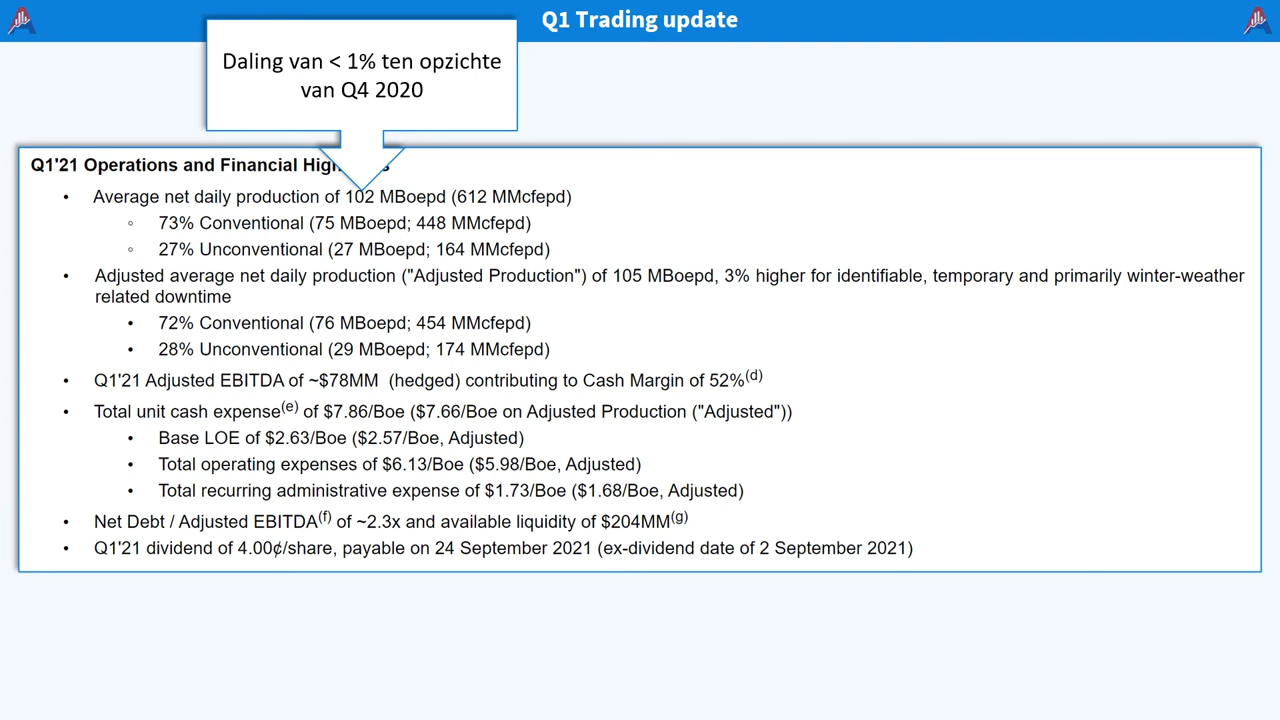 Q1 Trading update
Daling van < 1% ten opzichte
van Q4 2020
Q1'21 Operations and Financial
• Average net daily production of 102 MBoepd (612 MMcfepd)
◦ 73% Conventional (75 MBoepd; 448 MMcfepd)
◦ 27% Unconventional (27 MBoepd; 164 MMcfepd)
• Adjusted average net daily production ("Adjusted Production") of 105 MBoepd, 3% higher for identifiable, temporary and primarily winter-weather
related downtime
• 72% Conventional (76 MBoepd; 454 MMcfepd)
• 28% Unconventional (29 MBoepd; 174 MMcfepd)
• Q1'21 Adjusted EBITDA of ~$78MM (hedged) contributing to Cash Margin of 52%(d)
• Total unit cash expense(e) of $7.86/Boe ($7.66/Boe on Adjusted Production ("Adjusted"))
• Base LOE of $2.63/Boe ($2.57/Boe, Adjusted)
• Total operating expenses of $6.13/Boe ($5.98/Boe, Adjusted)
• Total recurring administrative expense of $1.73/Boe ($1.68/Boe, Adjusted)
• Net Debt / Adjusted EBITDA(f) of ~2.3x and available liquidity of $204MM(g)
• Q1'21 dividend of 4.00¢/share, payable on 24 September 2021 (ex-dividend date of 2 September 2021)